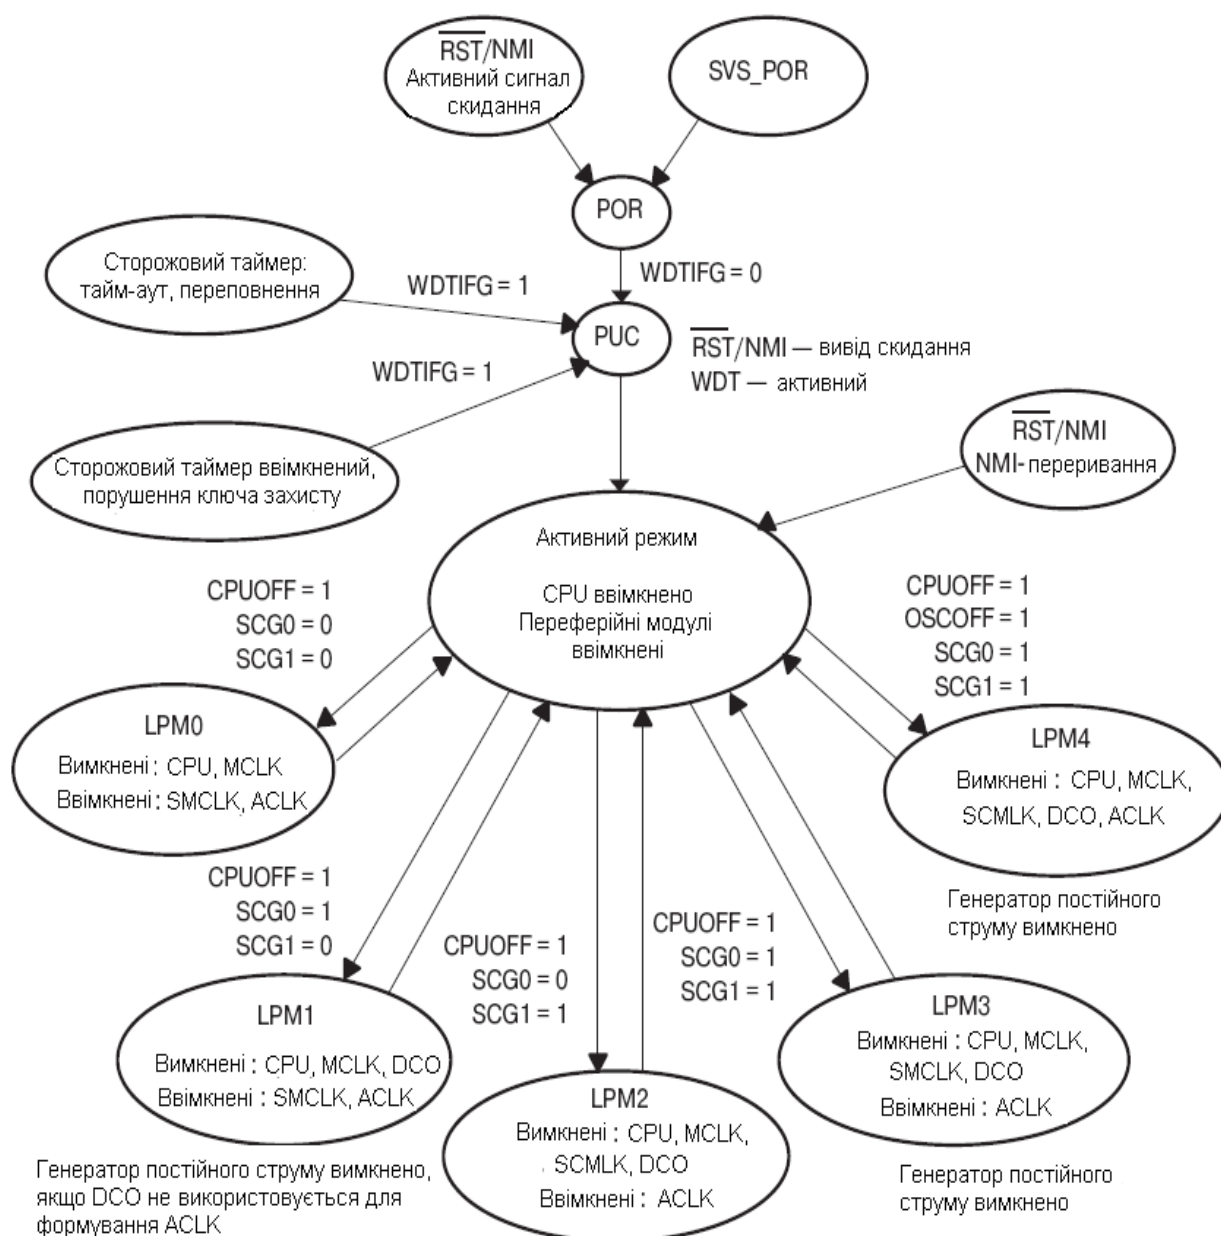 RST/NMI
Активний сигнал
скидання
SVS_POR
POR
WDTIFG = 0
Сторожовий таймер:
тайм-аут, переповнення
WDTIFG = 1
PUC
RST/NMI — вивід скидання
WDT — активний
WDTIFG = 1
Сторожовий таймер ввімкнений,
порушення ключа захисту
RST/NMI
NMI-переривання
Активний режим
CPU ввімкнено
Переферійні модулі
ввімкнені
CPUOFF = 1
SCG0 = 0
SCG1 = 0
CPUOFF = 1
OSCOFF = 1
SCG0 = 1
SCG1 = 1
LPM0
Вимкнені : CPU, MCLK
Ввімкнені : SMCLK, ACLK
LPM4
Вимкнені : CPU, MCLK,
SCMLK, DCO, ACLK
Генератор постійного
струму вимкнено
CPUOFF = 1
SCG0 = 1
SCG1 = 0
CPUOFF = 1
SCG0 = 0
SCG1 = 1
CPUOFF = 1
SCG0 = 1
SCG1 = 1
LPM1
Вимкнені : CPU, MCLK, DCO
Ввімкнені : SMCLK, ACLK
Генератор постійного струму вимкнено,
якщо DCO не використовується для
формування ACLK
LPM2
Вимкнені : CPU, MCLK,
SCMLK, DCO
Ввімкнені : ACLK
LPM3
Вимкнені : CPU, MCLK,
SMCLK, DCO
Ввімкнені : ACLK
Генератор постійного
струму вимкнено